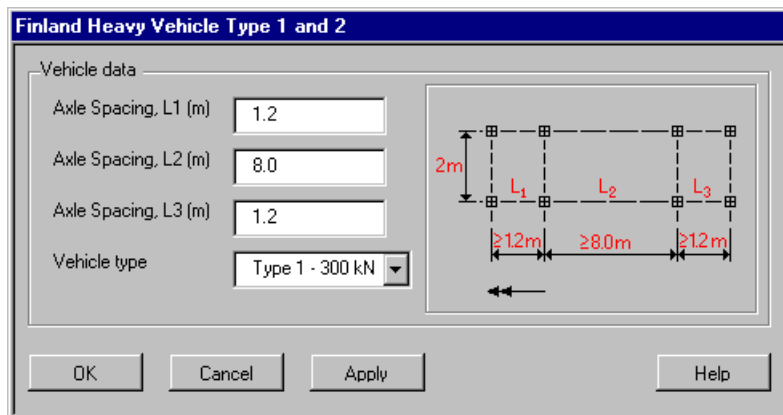 Finland Heavy Vehicle Type 1 and 2
Vehicle data
Axle Spacing, L1 (m)
1.2
Axle Spacing, L2 (m)
8.0
Axle Spacing, L3 (m)
1.2
Vehicle type
Type 1 - 300 kN
2m
L₁ L₂ L₃
≥1.2m ≥8.0m ≥1.2m
OK Cancel Apply Help